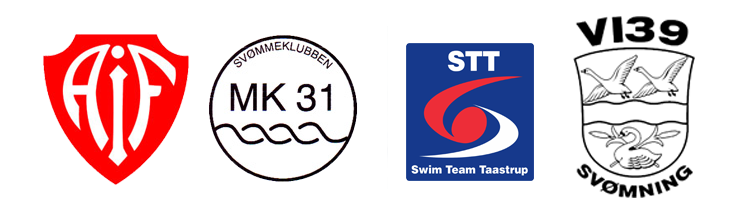 AIF
SVØMMEKLUBBEN
MK 31
STT
Swim Team Taastrup
VI39
SVØMNING